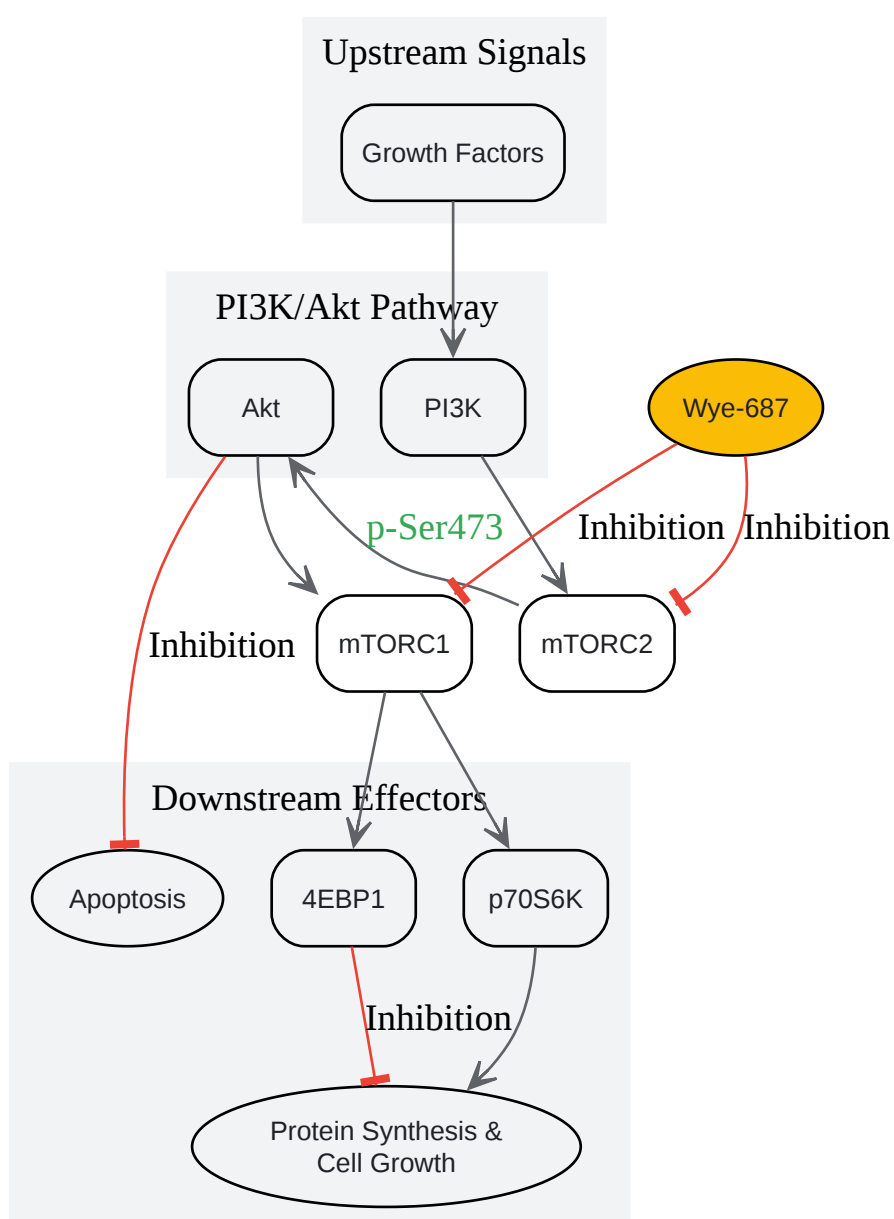 Upstream Signals
Growth Factors
PI3K/Akt Pathway
Akt
PI3K
Wye-687
p-Ser473
Inhibition
Inhibition
Inhibition
mTORC1
mTORC2
Downstream Effectors
Apoptosis
4EBP1
p70S6K
Inhibition
Protein Synthesis &
Cell Growth